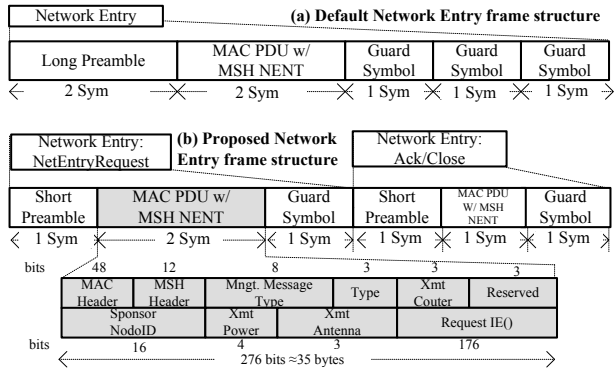 Network Entry
(a) Default Network Entry frame structure
Long Preamble
MAC PDU w/
MSH NENT
Guard
Symbol
Guard
Symbol
Guard
Symbol
2 Sym
2 Sym
1 Sym
1 Sym
1 Sym
Network Entry:
NetEntryRequest
(b) Proposed Network
Entry frame structure
Network Entry:
Ack/Close
Short
Preamble
MAC PDU w/
MSH NENT
Guard
Symbol
Short
Preamble
MAC PDU
W/ MSH
NENT
Guard
Symbol
1 Sym
2 Sym
1 Sym
1 Sym
1 Sym
1 Sym
bits 48 12 8 3 3 3
MAC
Header
MSH
Header
Mngt. Message
Type
Type
Xmt
Couter
Reserved
Sponsor
NodoID
Xmt
Power
Xmt
Antenna
Request IE()
bits 16 4 3 176
276 bits ≈35 bytes